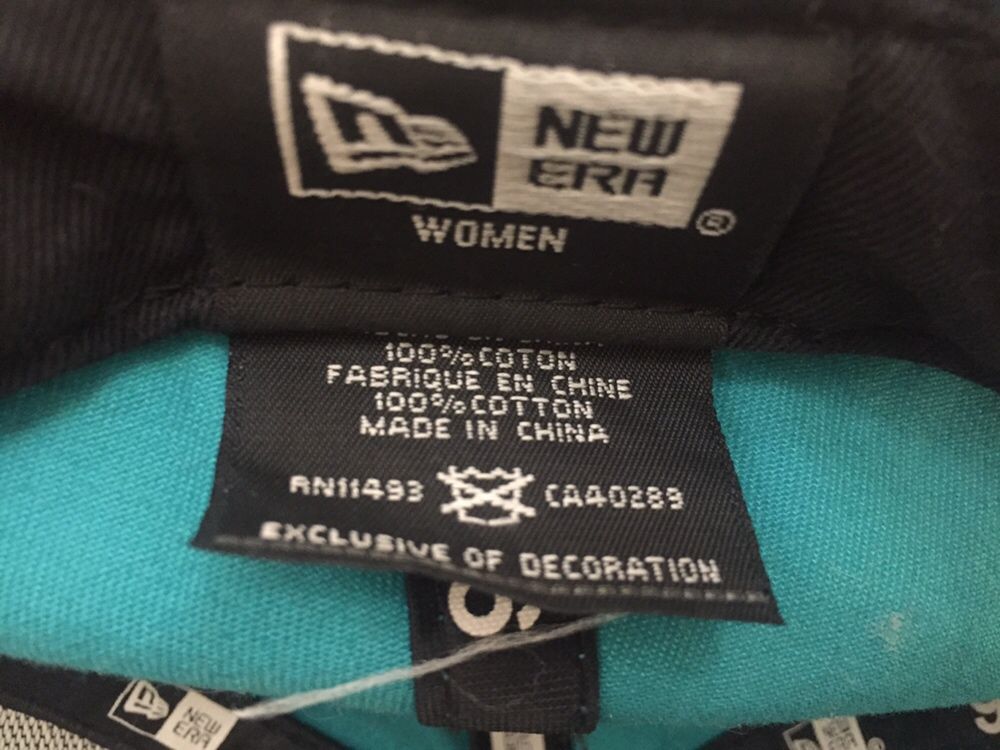 NEW
ERA
®
WOMEN
100% COTON
FABRIQUE EN CHINE
100% COTTON
MADE IN CHINA
RN11493 CA40289
EXCLUSIVE OF DECORATION
NEW
ERA
9